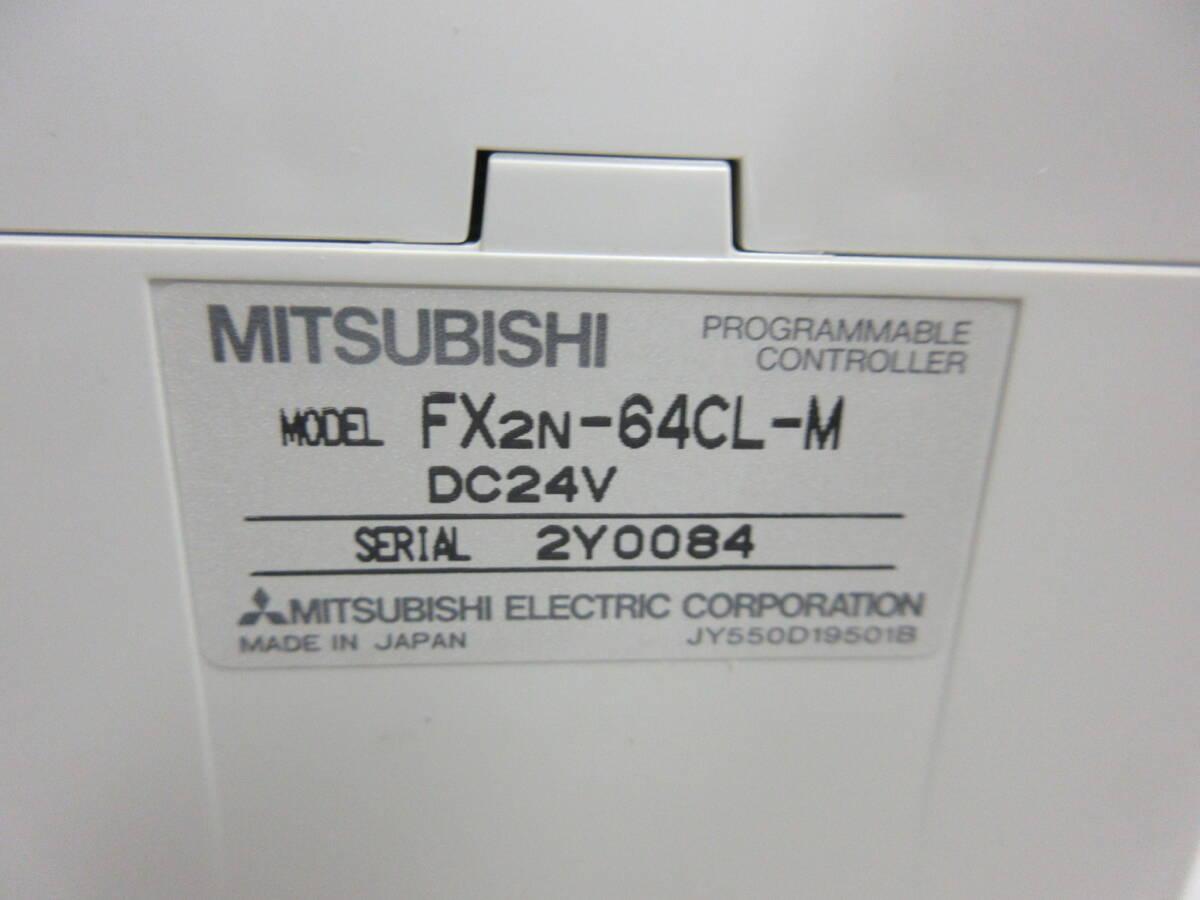 MITSUBISHI
PROGRAMMABLE
CONTROLLER
MODEL FX2N-64CL-M
DC24V
SERIAL 2Y0084
MITSUBISHI ELECTRIC CORPORATION
MADE IN JAPAN JY550D19501B